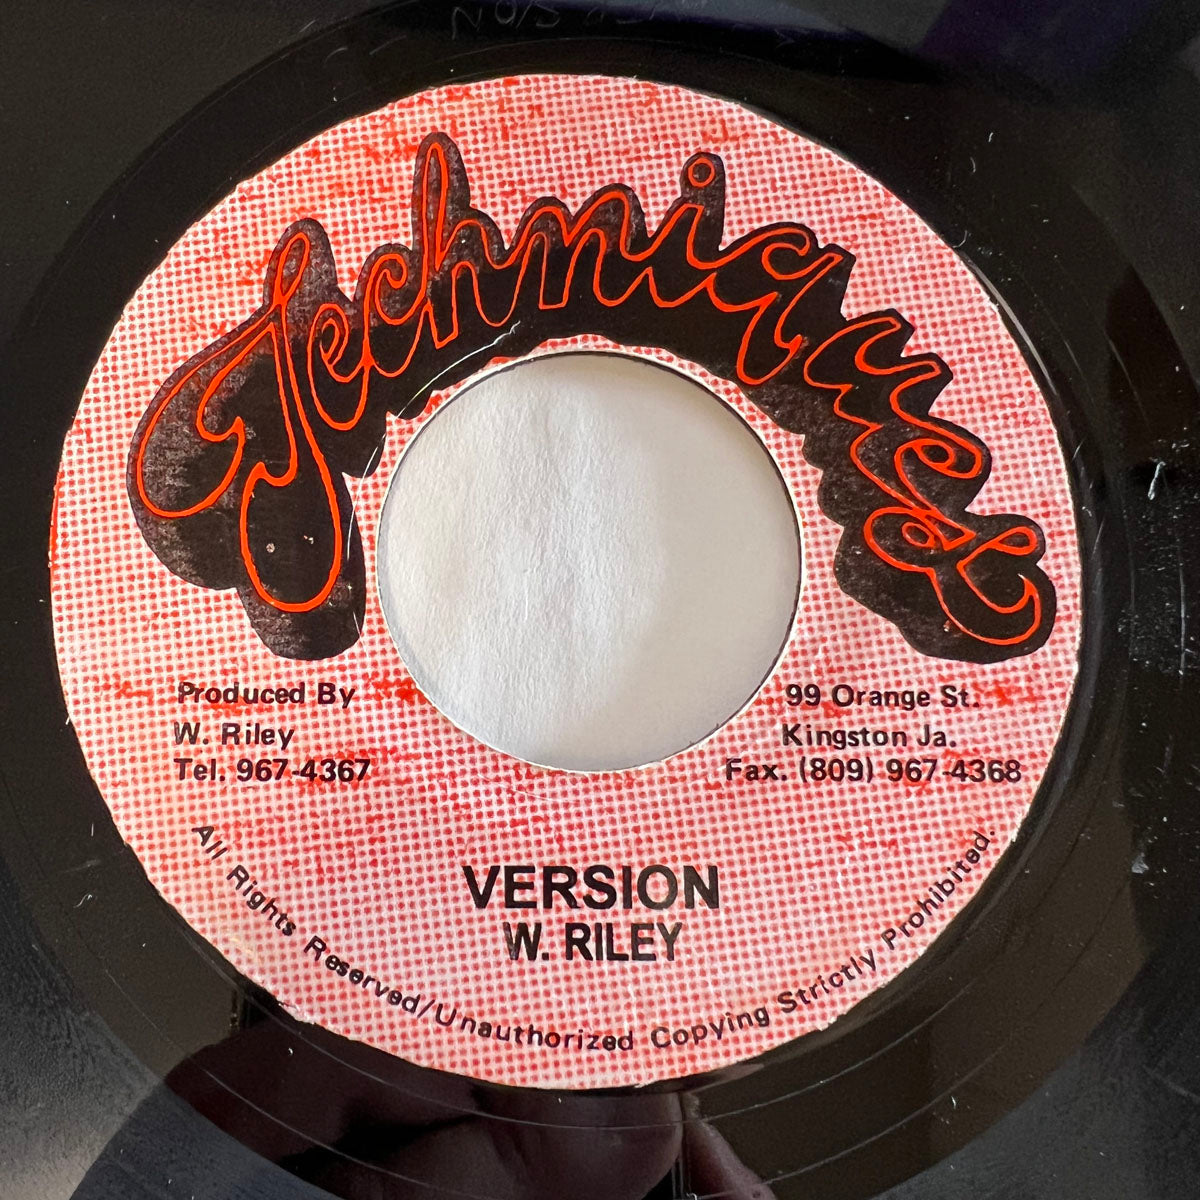 Techniques
Produced By
W. Riley
Tel. 967-4367
99 Orange St.
Kingston Ja.
Fax. (809) 967-4368
VERSION
W. RILEY
All Rights Reserved/Unauthorized Copying Strictly Prohibited.